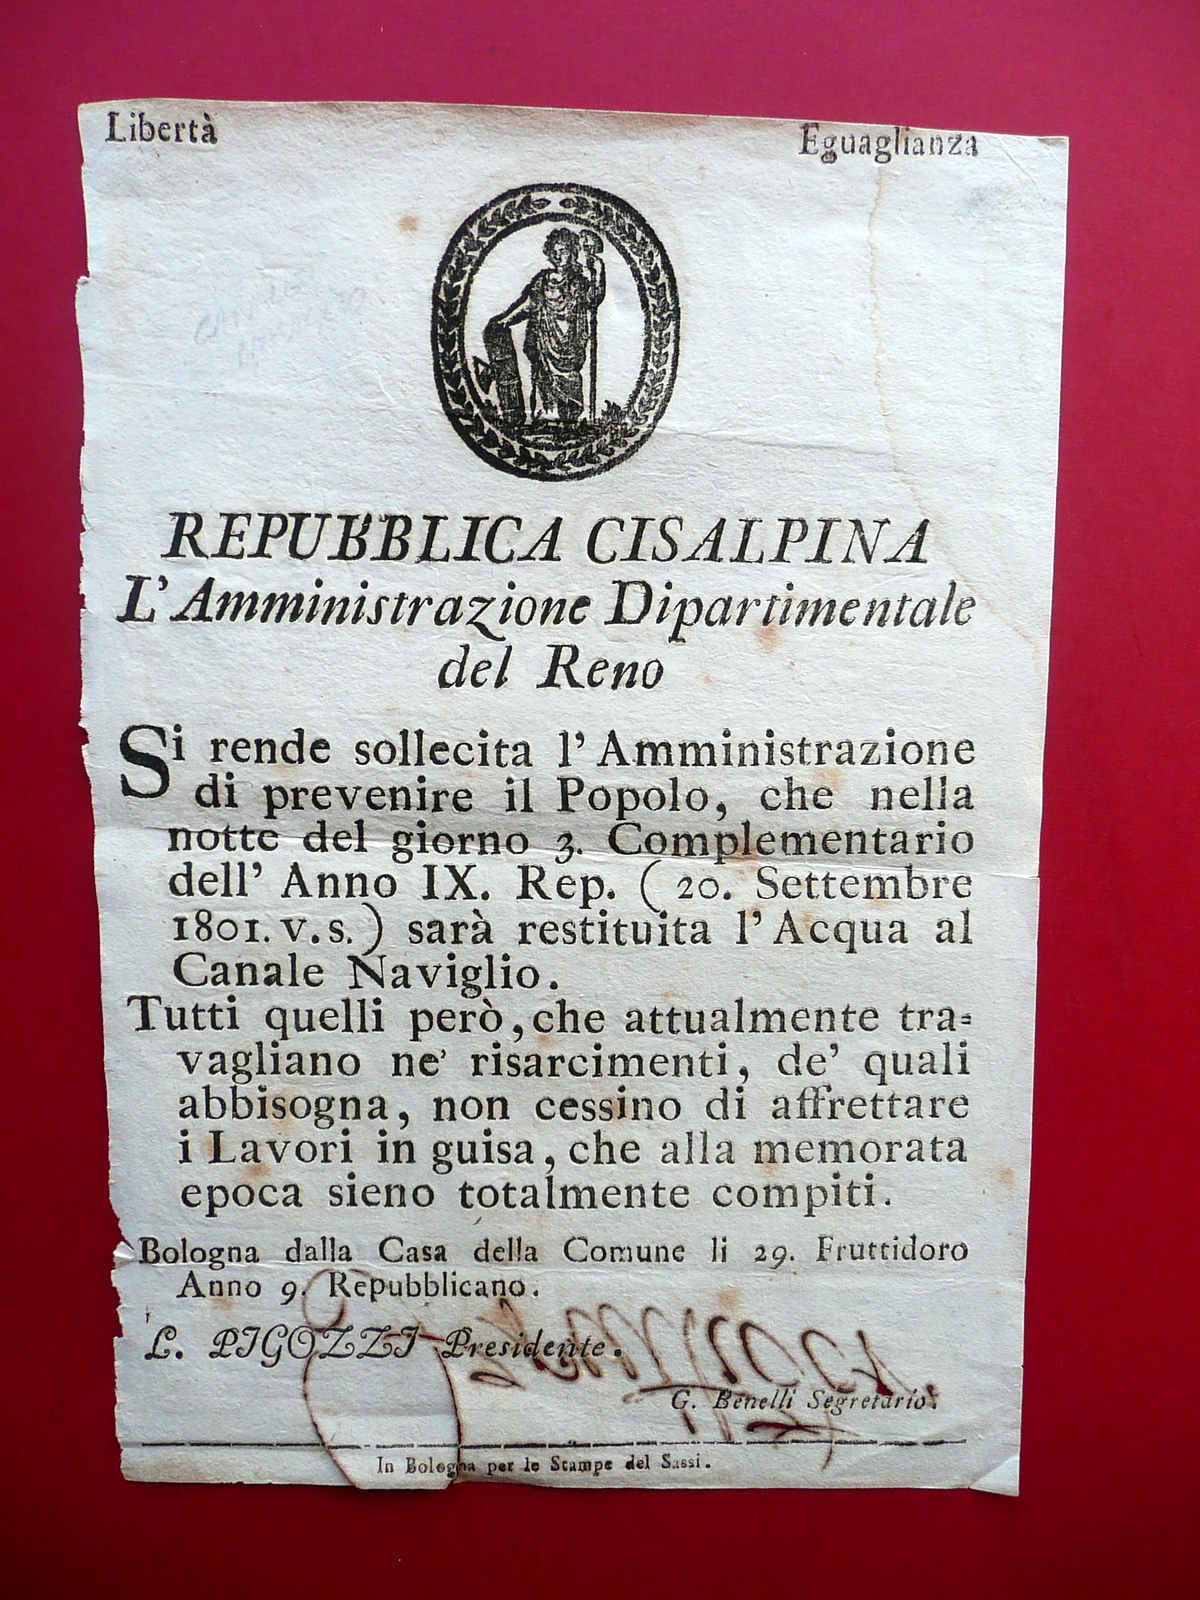 Libertà
Eguaglianza
CANALE
REPUBBLICA CISALPINA
L'Amministrazione Dipartimentale
del Reno
Si rende sollecita l'Amministrazione
di prevenire il Popolo, che nella
notte del giorno 3. Complementario
dell' Anno IX. Rep. ( 20. Settembre
1801. v. s. ) sarà restituita l'Acqua al
Canale Naviglio.
Tutti quelli però, che attualmente tra=
vagliano ne' risarcimenti, de' quali
abbisogna, non cessino di affrettare
i Lavori in guisa, che alla memorata
epoca sieno totalmente compiti.
Bologna dalla Casa della Comune li 29. Fruttidoro
Anno 9. Repubblicano.
L. PIGOZZI Presidente.
G. Benelli Segretario.
In Bologna per le Stampe del Sassi.